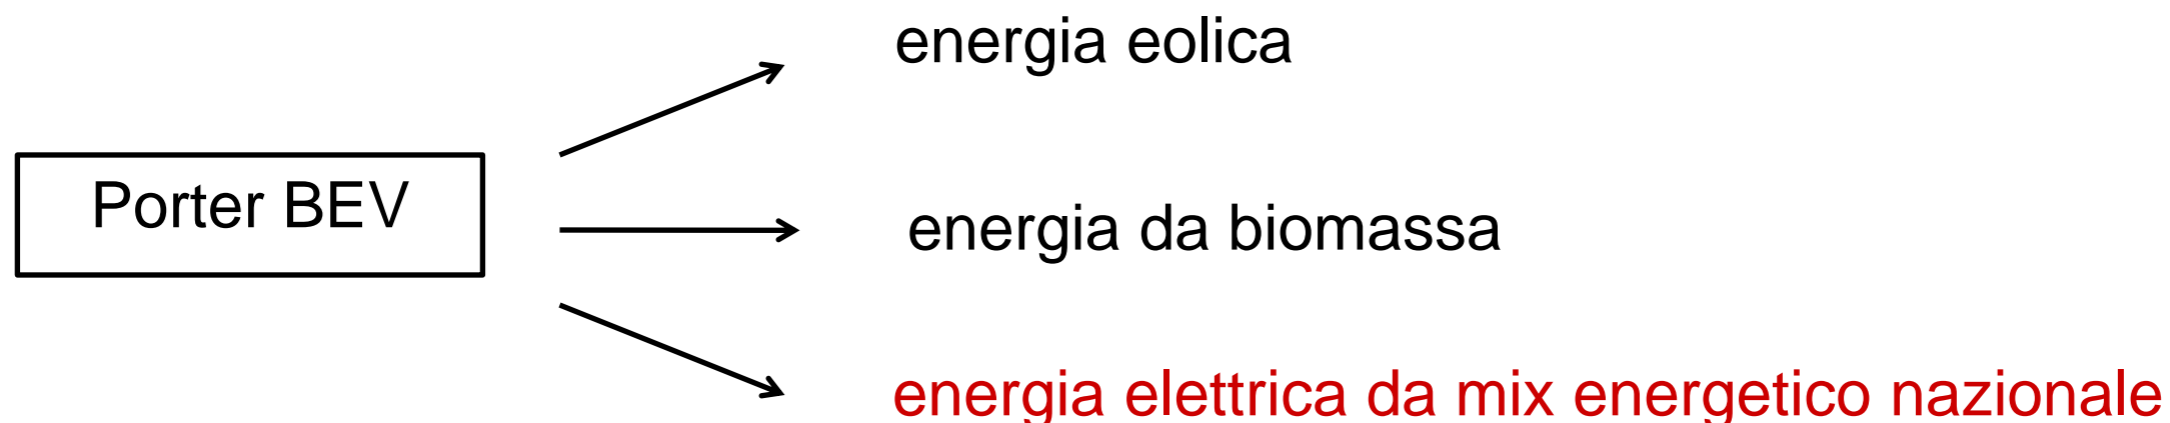 energia eolica
Porter BEV
energia da biomassa
energia elettrica da mix energetico nazionale